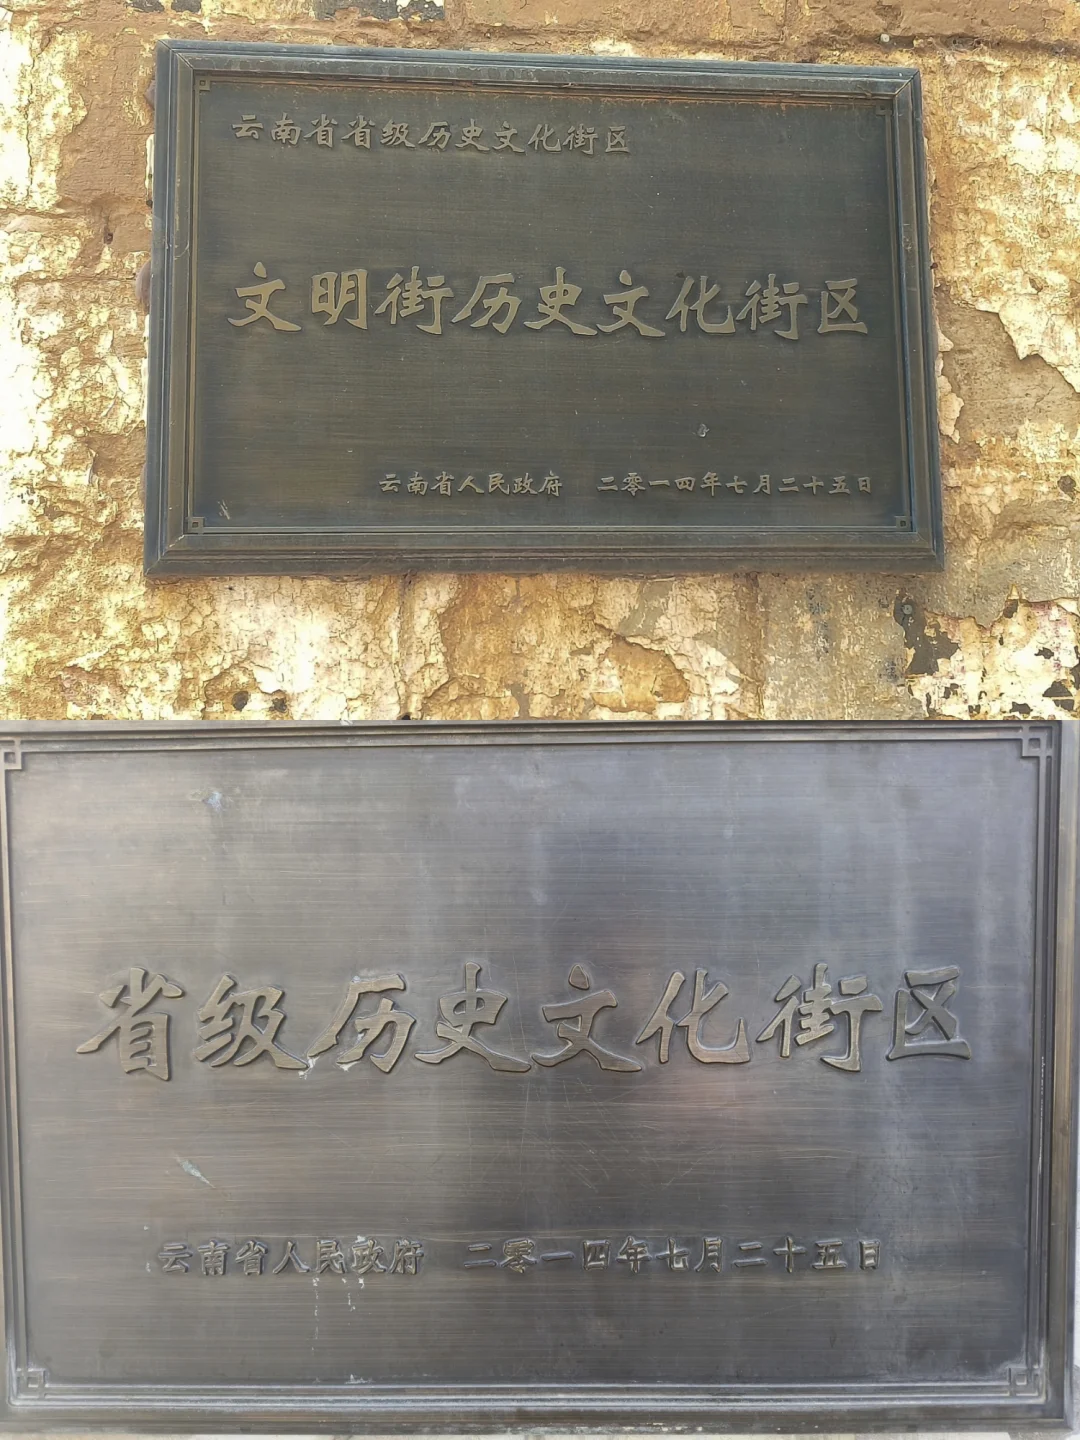 云南省省级历史文化街区
文明街历史文化街区
云南省人民政府 二零一四年七月二十五日
省级历史文化街区
云南省人民政府 二零一四年七月二十五日